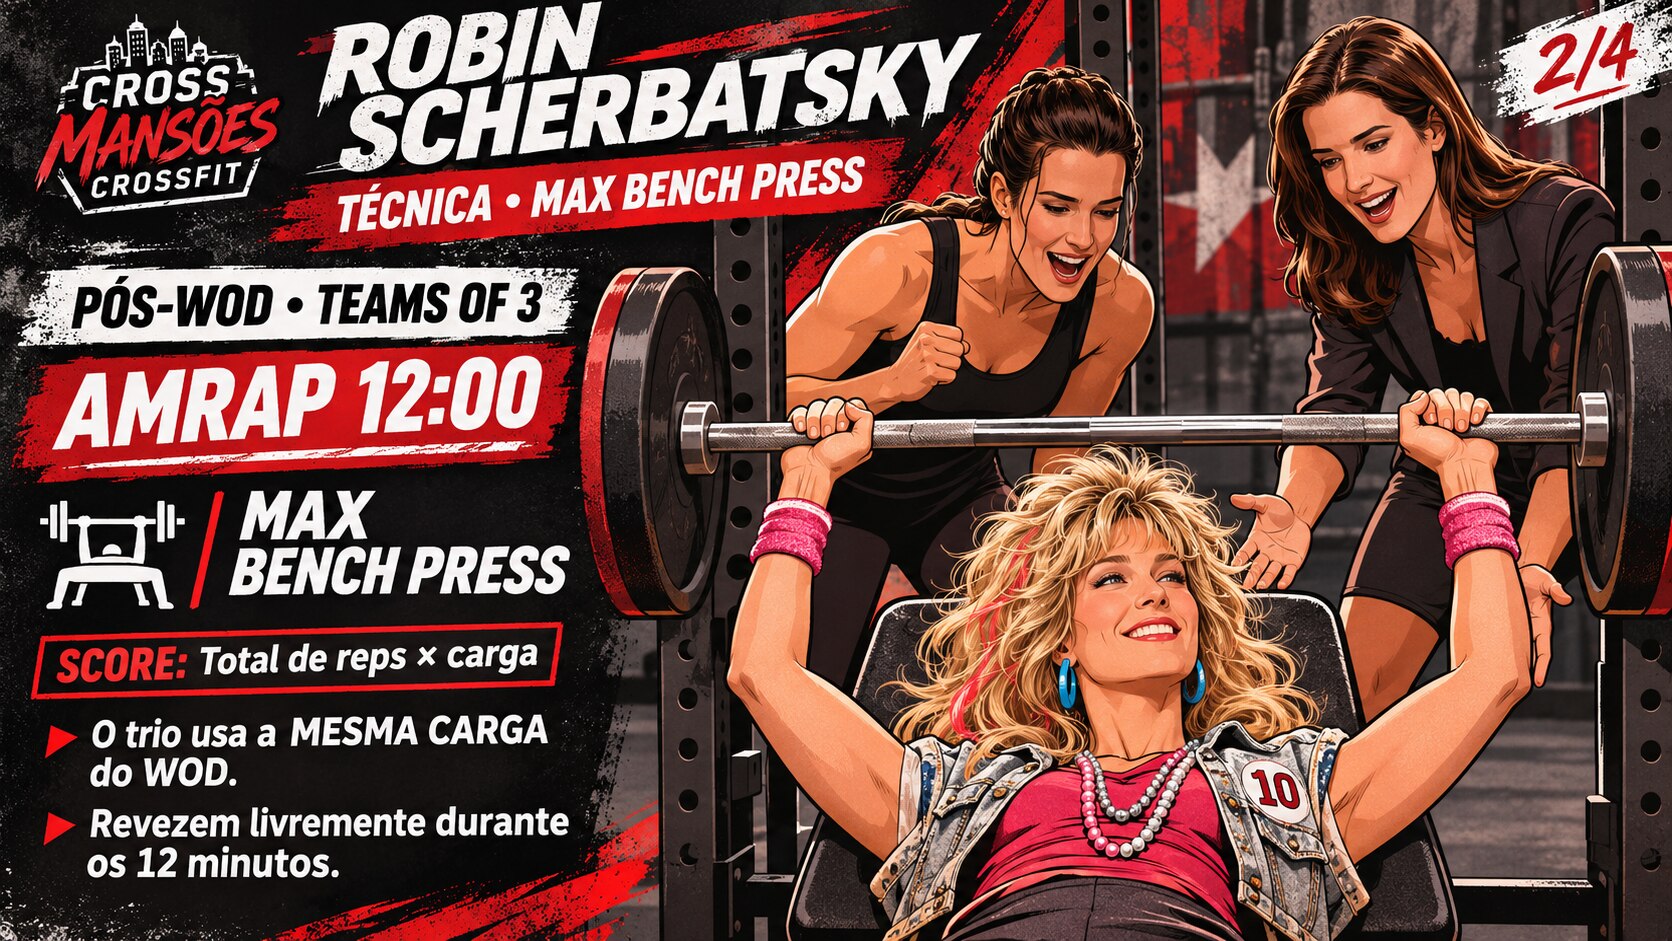 CROSS
MANSÕES
CROSSFIT
ROBIN
SCHERBATSKY
TÉCNICA • MAX BENCH PRESS
2/4
PÓS-WOD • TEAMS OF 3
AMRAP 12:00
MAX
BENCH PRESS
SCORE: Total de reps × carga
O trio usa a MESMA CARGA
do WOD.
Revezem livremente durante
os 12 minutos.
10